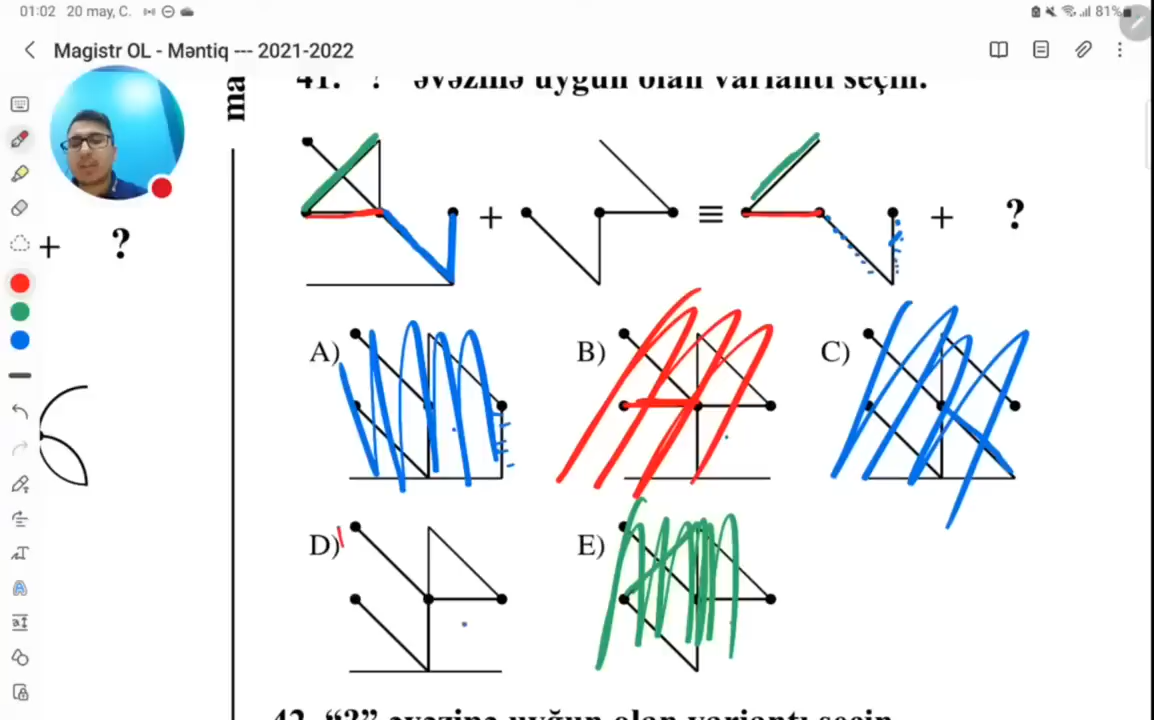 01:02 20 may, C. 81%
Magistr OL - Məntiq --- 2021-2022
ma
41. "?" əvəzinə uyğun olan variantı seçin.
+ ?
+ ≡ + ?
A) B) C)
D) E)
42. “?” əvəzinə uyğun olan variantı seçin